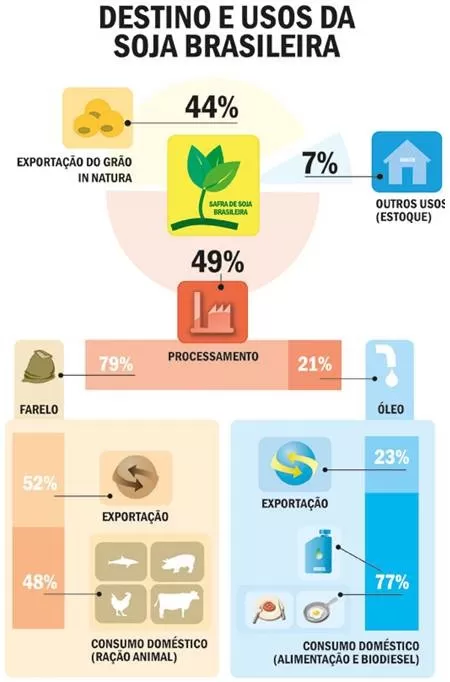 DESTINO E USOS DA
SOJA BRASILEIRA
44%
EXPORTAÇÃO DO GRÃO
IN NATURA
7%
OUTROS USOS
(ESTOQUE)
SAFRA DE SOJA
BRASILEIRA
49%
PROCESSAMENTO
79%
21%
FARELO
ÓLEO
52%
EXPORTAÇÃO
48%
CONSUMO DOMÉSTICO
(RAÇÃO ANIMAL)
23%
EXPORTAÇÃO
77%
CONSUMO DOMÉSTICO
(ALIMENTAÇÃO E BIODIESEL)